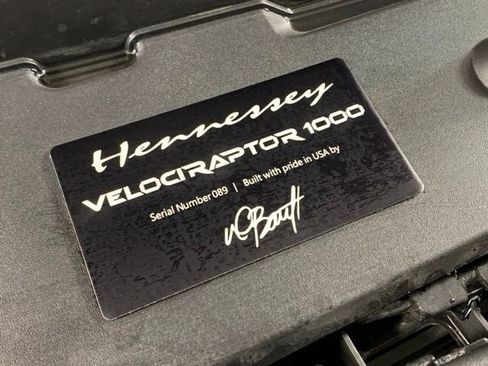 Hennessey
VELOCIRAPTOR 1000
Serial Number 089 | Built with pride in USA by